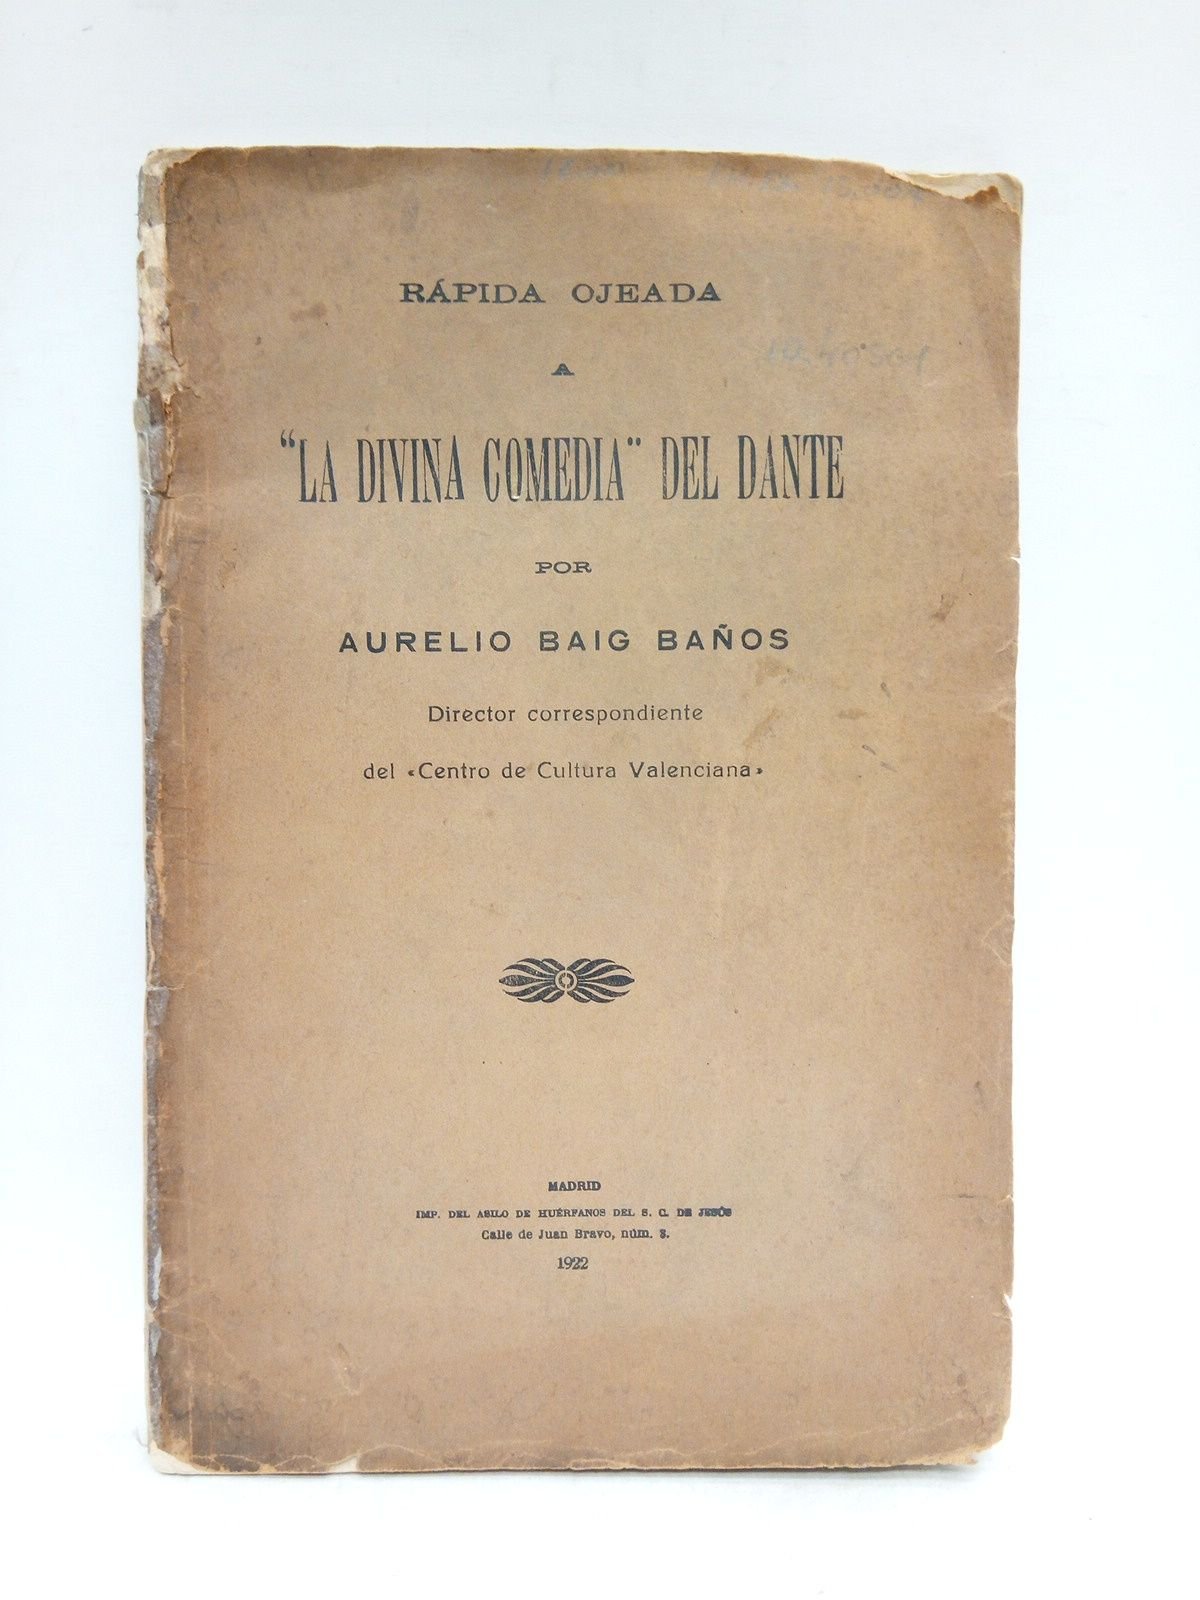 RÁPIDA OJEADA
A
“LA DIVINA COMEDIA” DEL DANTE
POR
AURELIO BAIG BAÑOS
Director correspondiente
del «Centro de Cultura Valenciana»
MADRID
IMP. DEL ASILO DE HUÉRFANOS DEL S. C. DE JESÚS
Calle de Juan Bravo, núm. 3.
1922